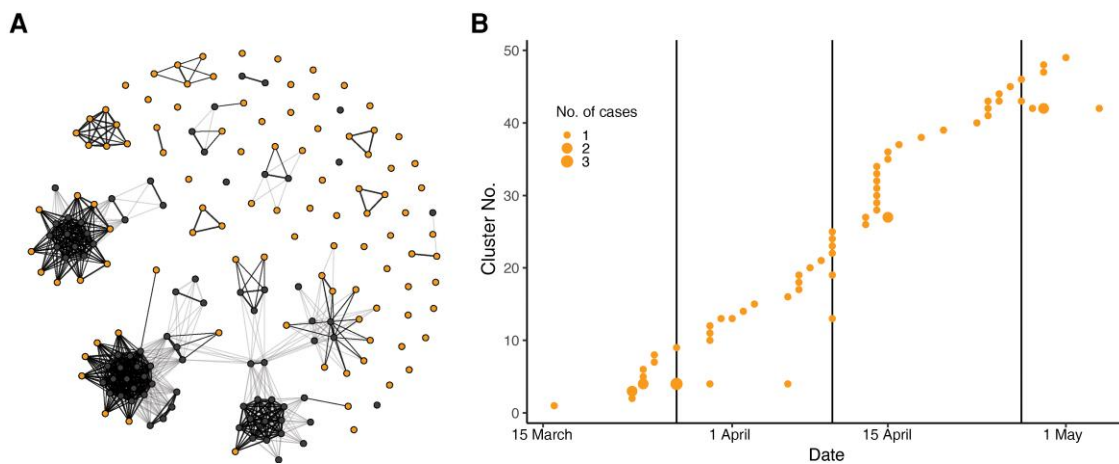 A
B
50
40
30
20
10
0
Cluster No.
No. of cases
1
2
3
15 March
1 April
15 April
1 May
Date